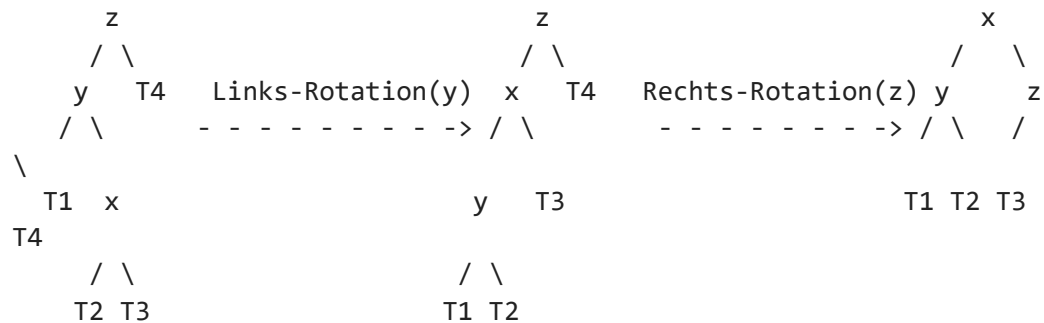 z z x
/ \ / \ / \
y T4 Links-Rotation(y) x T4 Rechts-Rotation(z) y z
/ \ - - - - - - - - -> / \ - - - - - - - -> / \ /
\
T1 x y T3 T1 T2 T3
T4
/ \ / \
T2 T3 T1 T2